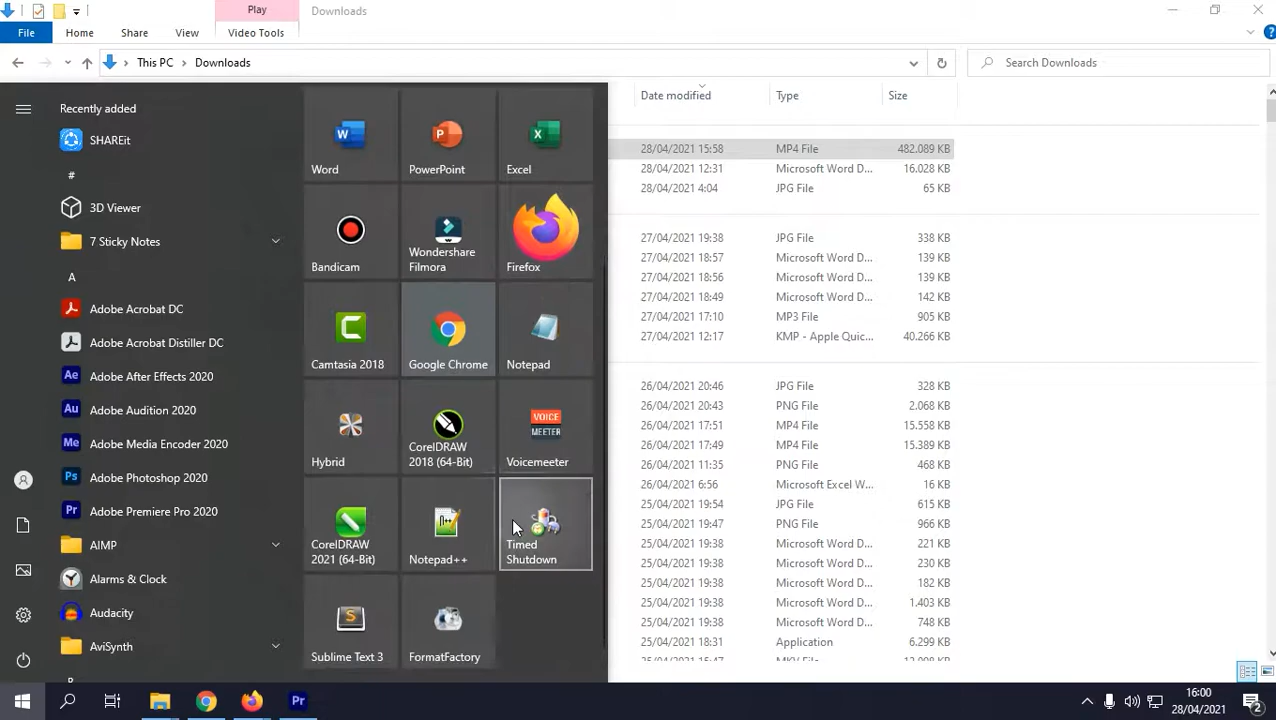 Play
Downloads
File
Home
Share
View
Video Tools
This PC
Downloads
Search Downloads
Date modified
Type
Size
28/04/2021 15:58 MP4 File 482.089 KB
28/04/2021 12:31 Microsoft Word D... 16.028 KB
28/04/2021 4:04 JPG File 65 KB
27/04/2021 19:38 JPG File 338 KB
27/04/2021 18:57 Microsoft Word D... 139 KB
27/04/2021 18:56 Microsoft Word D... 139 KB
27/04/2021 18:49 Microsoft Word D... 142 KB
27/04/2021 17:10 MP3 File 905 KB
27/04/2021 12:17 KMP - Apple Quic... 40.266 KB
26/04/2021 20:46 JPG File 328 KB
26/04/2021 20:43 PNG File 2.068 KB
26/04/2021 17:51 MP4 File 15.558 KB
26/04/2021 17:49 MP4 File 15.389 KB
26/04/2021 11:35 PNG File 468 KB
26/04/2021 6:56 Microsoft Excel W... 16 KB
25/04/2021 19:54 JPG File 615 KB
25/04/2021 19:47 PNG File 966 KB
25/04/2021 19:38 Microsoft Word D... 221 KB
25/04/2021 19:38 Microsoft Word D... 230 KB
25/04/2021 19:38 Microsoft Word D... 182 KB
25/04/2021 19:38 Microsoft Word D... 1.403 KB
25/04/2021 19:38 Microsoft Word D... 748 KB
25/04/2021 18:31 Application 6.299 KB
Recently added
SHAREit
#
3D Viewer
7 Sticky Notes
A
Adobe Acrobat DC
Adobe Acrobat Distiller DC
Adobe After Effects 2020
Adobe Audition 2020
Adobe Media Encoder 2020
Adobe Photoshop 2020
Adobe Premiere Pro 2020
AIMP
Alarms & Clock
Audacity
AviSynth
Word
PowerPoint
Excel
Bandicam
Wondershare
Filmora
Firefox
Camtasia 2018
Google Chrome
Notepad
Hybrid
CorelDRAW
2018 (64-Bit)
VOICE
MEETER
Voicemeeter
CorelDRAW
2021 (64-Bit)
Notepad++
Timed
Shutdown
Sublime Text 3
FormatFactory
16:00
28/04/2021
2